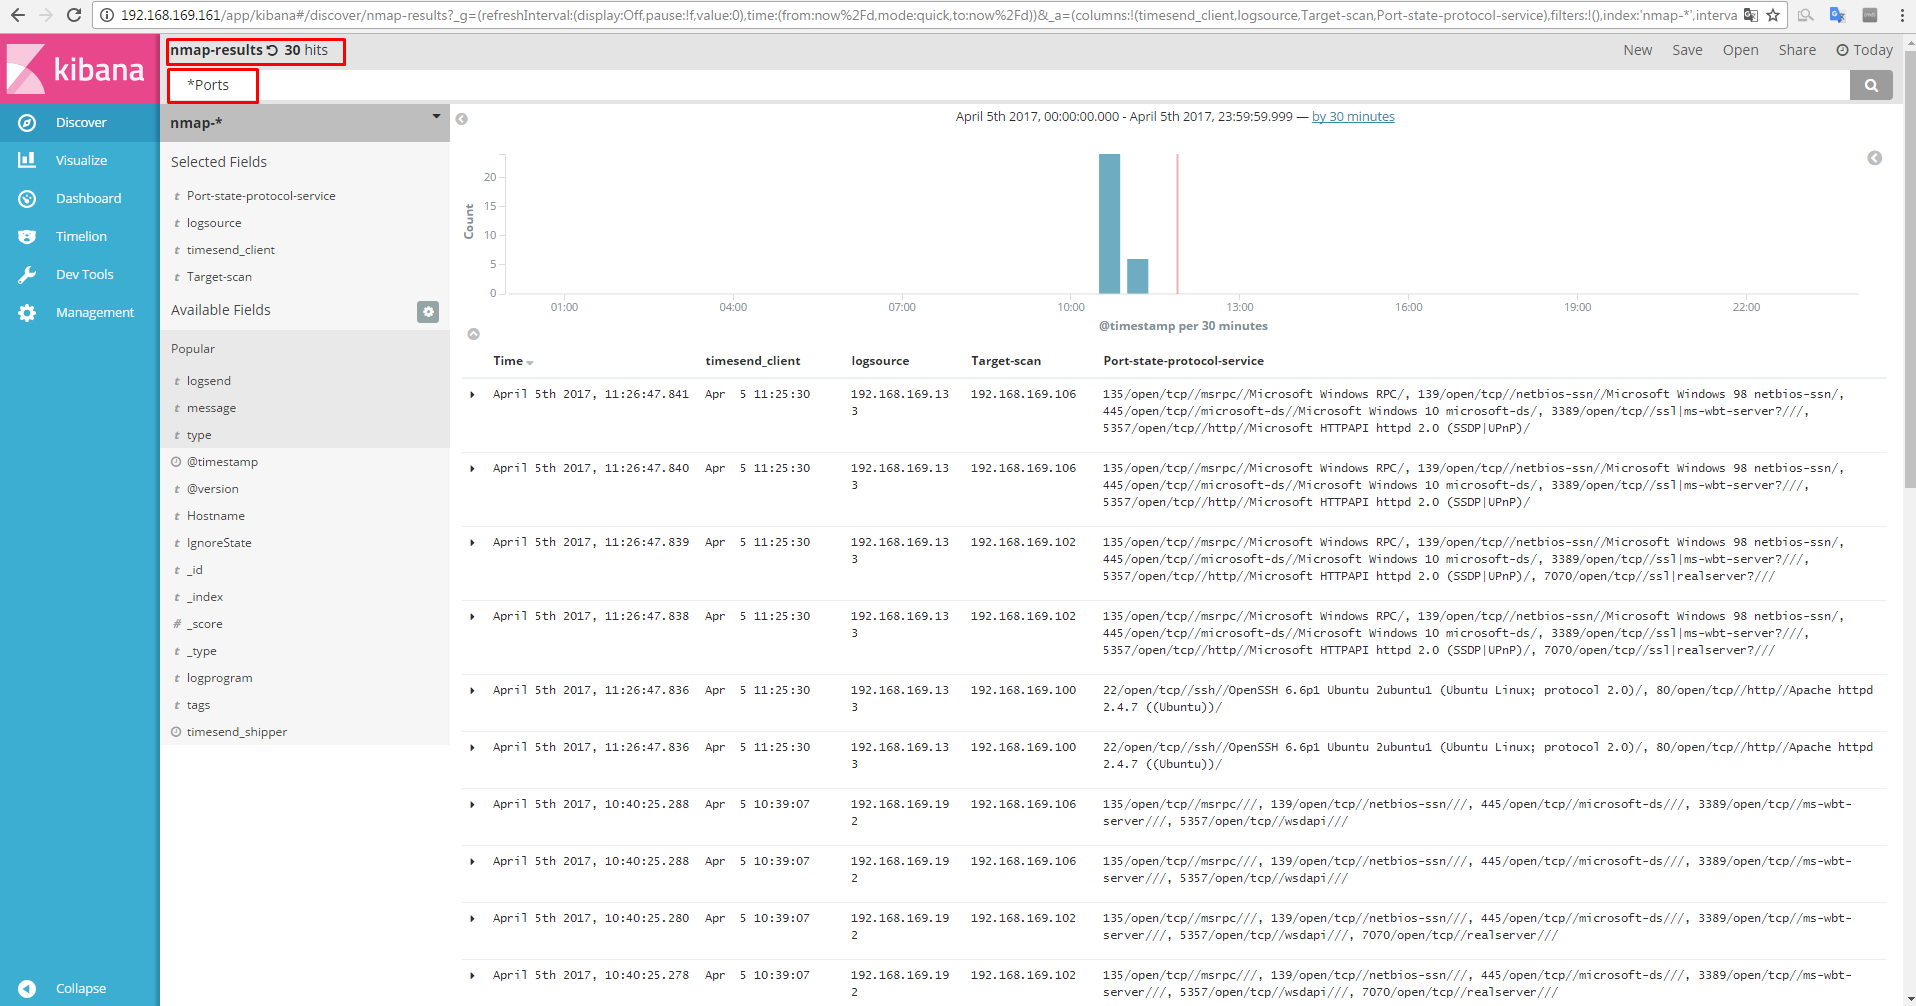 192.168.169.161/app/kibana#/discover/nmap-results?_g=(refreshInterval:(display:Off,pause:!f,value:0),time:(from:now%2Fd,mode:quick,to:now%2Fd))&_a=(columns:!(timesend_client,logsource,Target-scan,Port-state-protocol-service),filters:!(),index:'nmap-*',interva
kibana
nmap-results 30 hits
New Save Open Share Today
*Ports
Discover
Visualize
Dashboard
Timelion
Dev Tools
Management
Collapse
nmap-*
Selected Fields
t Port-state-protocol-service
t logsource
t timesend_client
t Target-scan
Available Fields
Popular
t logsend
t message
t type
@timestamp
t @version
t Hostname
t IgnoreState
t _id
t _index
# _score
t _type
t logprogram
t tags
timesend_shipper
April 5th 2017, 00:00:00.000 - April 5th 2017, 23:59:59.999 — by 30 minutes
Count
20
15
10
5
0
01:00 04:00 07:00 10:00 13:00 16:00 19:00 22:00
@timestamp per 30 minutes
Time timesend_client logsource Target-scan Port-state-protocol-service
April 5th 2017, 11:26:47.841 Apr 5 11:25:30 192.168.169.13 192.168.169.106 135/open/tcp//msrpc//Microsoft Windows RPC/, 139/open/tcp//netbios-ssn//Microsoft Windows 98 netbios-ssn/,
3 445/open/tcp//microsoft-ds//Microsoft Windows 10 microsoft-ds/, 3389/open/tcp//ssl|ms-wbt-server?///,
5357/open/tcp//http//Microsoft HTTPAPI httpd 2.0 (SSDP|UPnP)/
April 5th 2017, 11:26:47.840 Apr 5 11:25:30 192.168.169.13 192.168.169.106 135/open/tcp//msrpc//Microsoft Windows RPC/, 139/open/tcp//netbios-ssn//Microsoft Windows 98 netbios-ssn/,
3 445/open/tcp//microsoft-ds//Microsoft Windows 10 microsoft-ds/, 3389/open/tcp//ssl|ms-wbt-server?///,
5357/open/tcp//http//Microsoft HTTPAPI httpd 2.0 (SSDP|UPnP)/
April 5th 2017, 11:26:47.839 Apr 5 11:25:30 192.168.169.13 192.168.169.102 135/open/tcp//msrpc//Microsoft Windows RPC/, 139/open/tcp//netbios-ssn//Microsoft Windows 98 netbios-ssn/,
3 445/open/tcp//microsoft-ds//Microsoft Windows 10 microsoft-ds/, 3389/open/tcp//ssl|ms-wbt-server?///,
5357/open/tcp//http//Microsoft HTTPAPI httpd 2.0 (SSDP|UPnP)/, 7070/open/tcp//ssl|realserver?///
April 5th 2017, 11:26:47.838 Apr 5 11:25:30 192.168.169.13 192.168.169.102 135/open/tcp//msrpc//Microsoft Windows RPC/, 139/open/tcp//netbios-ssn//Microsoft Windows 98 netbios-ssn/,
3 445/open/tcp//microsoft-ds//Microsoft Windows 10 microsoft-ds/, 3389/open/tcp//ssl|ms-wbt-server?///,
5357/open/tcp//http//Microsoft HTTPAPI httpd 2.0 (SSDP|UPnP)/, 7070/open/tcp//ssl|realserver?///
April 5th 2017, 11:26:47.836 Apr 5 11:25:30 192.168.169.13 192.168.169.100 22/open/tcp//ssh//OpenSSH 6.6p1 Ubuntu 2ubuntu1 (Ubuntu Linux; protocol 2.0)/, 80/open/tcp//http//Apache httpd
3 2.4.7 ((Ubuntu))/
April 5th 2017, 11:26:47.836 Apr 5 11:25:30 192.168.169.13 192.168.169.100 22/open/tcp//ssh//OpenSSH 6.6p1 Ubuntu 2ubuntu1 (Ubuntu Linux; protocol 2.0)/, 80/open/tcp//http//Apache httpd
3 2.4.7 ((Ubuntu))/
April 5th 2017, 10:40:25.288 Apr 5 10:39:07 192.168.169.19 192.168.169.106 135/open/tcp//msrpc///, 139/open/tcp//netbios-ssn///, 445/open/tcp//microsoft-ds///, 3389/open/tcp//ms-wbt-
2 server///, 5357/open/tcp//wsdapi///
April 5th 2017, 10:40:25.288 Apr 5 10:39:07 192.168.169.19 192.168.169.106 135/open/tcp//msrpc///, 139/open/tcp//netbios-ssn///, 445/open/tcp//microsoft-ds///, 3389/open/tcp//ms-wbt-
2 server///, 5357/open/tcp//wsdapi///
April 5th 2017, 10:40:25.280 Apr 5 10:39:07 192.168.169.19 192.168.169.102 135/open/tcp//msrpc///, 139/open/tcp//netbios-ssn///, 445/open/tcp//microsoft-ds///, 3389/open/tcp//ms-wbt-
2 server///, 5357/open/tcp//wsdapi///, 7070/open/tcp//realserver///
April 5th 2017, 10:40:25.278 Apr 5 10:39:07 192.168.169.19 192.168.169.102 135/open/tcp//msrpc///, 139/open/tcp//netbios-ssn///, 445/open/tcp//microsoft-ds///, 3389/open/tcp//ms-wbt-
2 server///, 5357/open/tcp//wsdapi///, 7070/open/tcp//realserver///